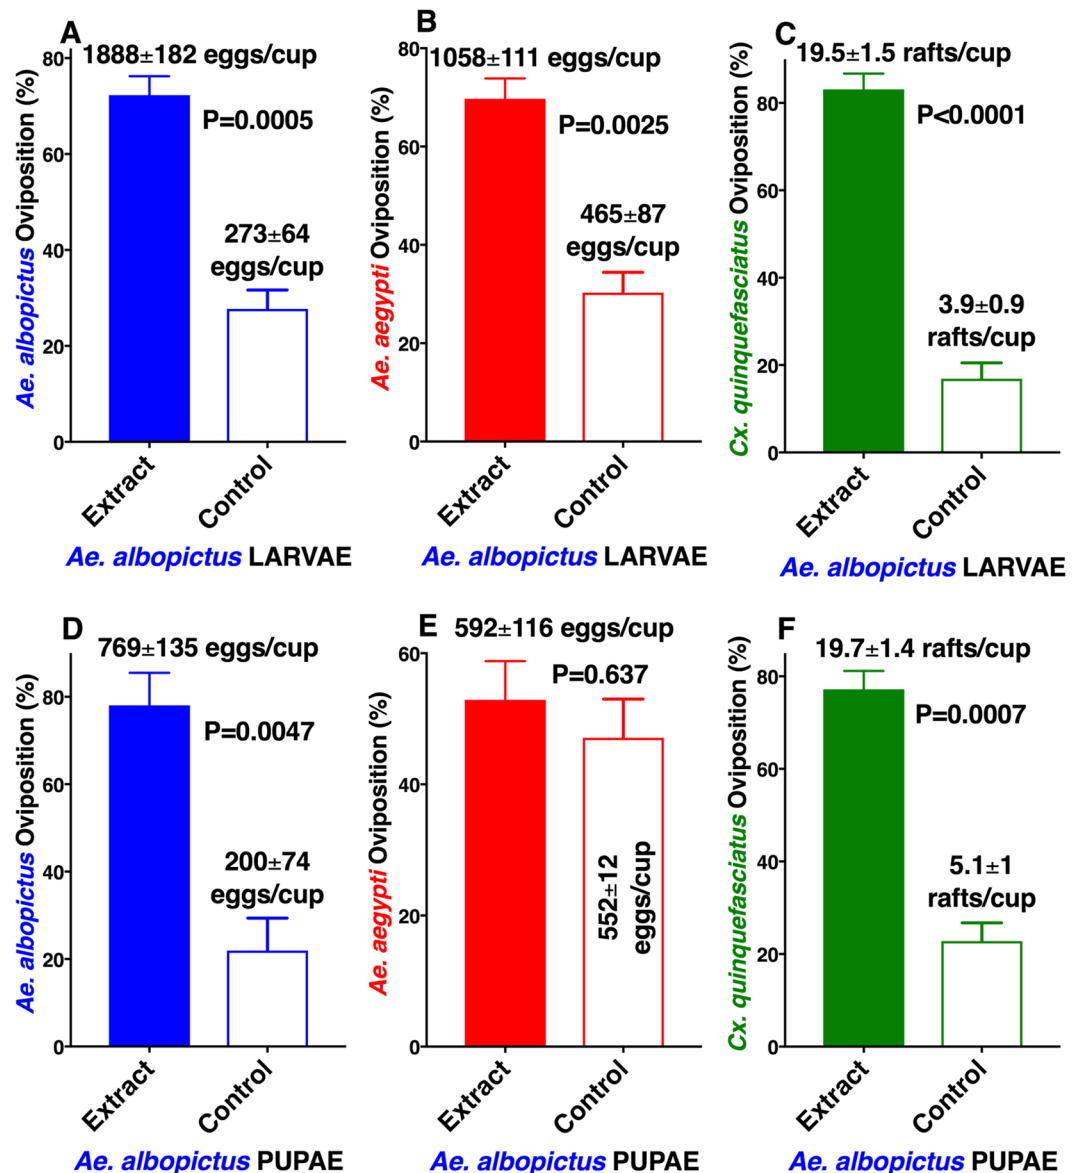 A
1888±182 eggs/cup
P=0.0005
273±64
eggs/cup
Ae. albopictus Oviposition (%)
80
60
40
20
0
Extract
Control
Ae. albopictus LARVAE
B
1058±111 eggs/cup
P=0.0025
465±87
eggs/cup
Ae. aegypti Oviposition (%)
80
60
40
20
0
Extract
Control
Ae. albopictus LARVAE
C
19.5±1.5 rafts/cup
P<0.0001
3.9±0.9
rafts/cup
Cx. quinquefasciatus Oviposition (%)
80
60
40
20
0
Extract
Control
Ae. albopictus LARVAE
D
769±135 eggs/cup
P=0.0047
200±74
eggs/cup
Ae. albopictus Oviposition (%)
80
60
40
20
0
Extract
Control
Ae. albopictus PUPAE
E
592±116 eggs/cup
P=0.637
552±12
eggs/cup
Ae. aegypti Oviposition (%)
60
40
20
0
Extract
Control
Ae. albopictus PUPAE
F
19.7±1.4 rafts/cup
P=0.0007
5.1±1
rafts/cup
Cx. quinquefasciatus Oviposition (%)
80
60
40
20
0
Extract
Control
Ae. albopictus PUPAE